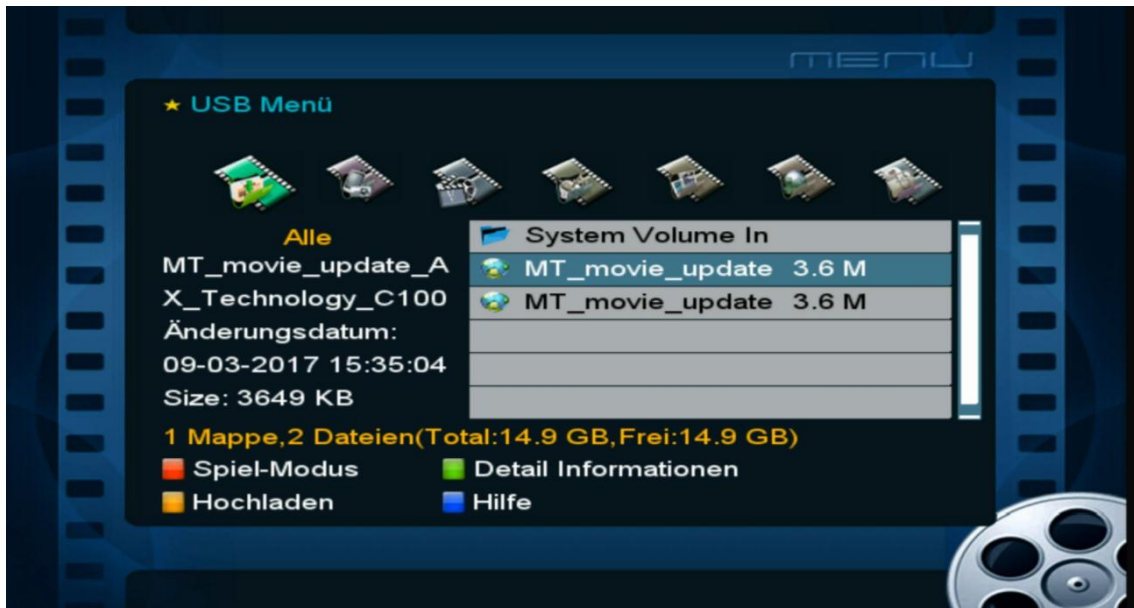 MENU
★ USB Menü
Alle
MT_movie_update_A
X_Technology_C100
Änderungsdatum:
09-03-2017 15:35:04
Size: 3649 KB
System Volume In
MT_movie_update 3.6 M
MT_movie_update 3.6 M
1 Mappe,2 Dateien(Total:14.9 GB,Frei:14.9 GB)
Spiel-Modus
Detail Informationen
Hochladen
Hilfe